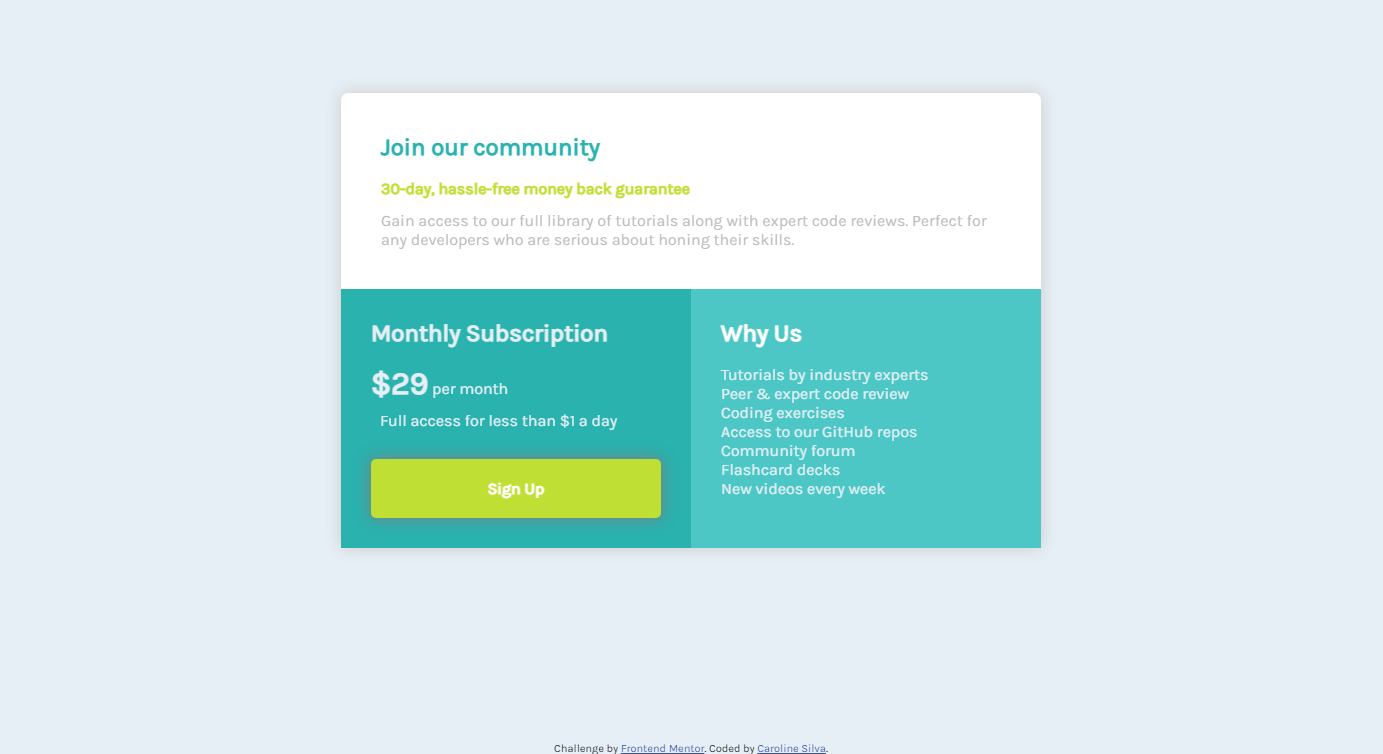 Join our community
30-day, hassle-free money back guarantee
Gain access to our full library of tutorials along with expert code reviews. Perfect for
any developers who are serious about honing their skills.
Monthly Subscription
$29 per month
Full access for less than $1 a day
Sign Up
Why Us
Tutorials by industry experts
Peer & expert code review
Coding exercises
Access to our GitHub repos
Community forum
Flashcard decks
New videos every week
Challenge by Frontend Mentor. Coded by Caroline Silva.